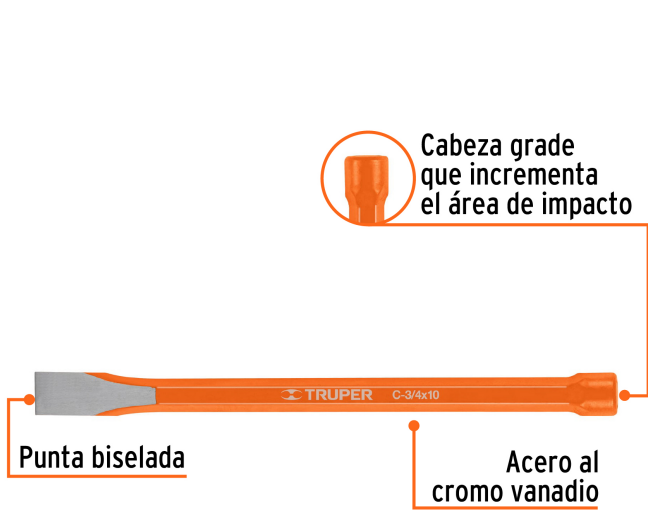 Cabeza grade
que incrementa
el área de impacto
TRUPER C-3/4x10
Punta biselada
Acero al
cromo vanadio